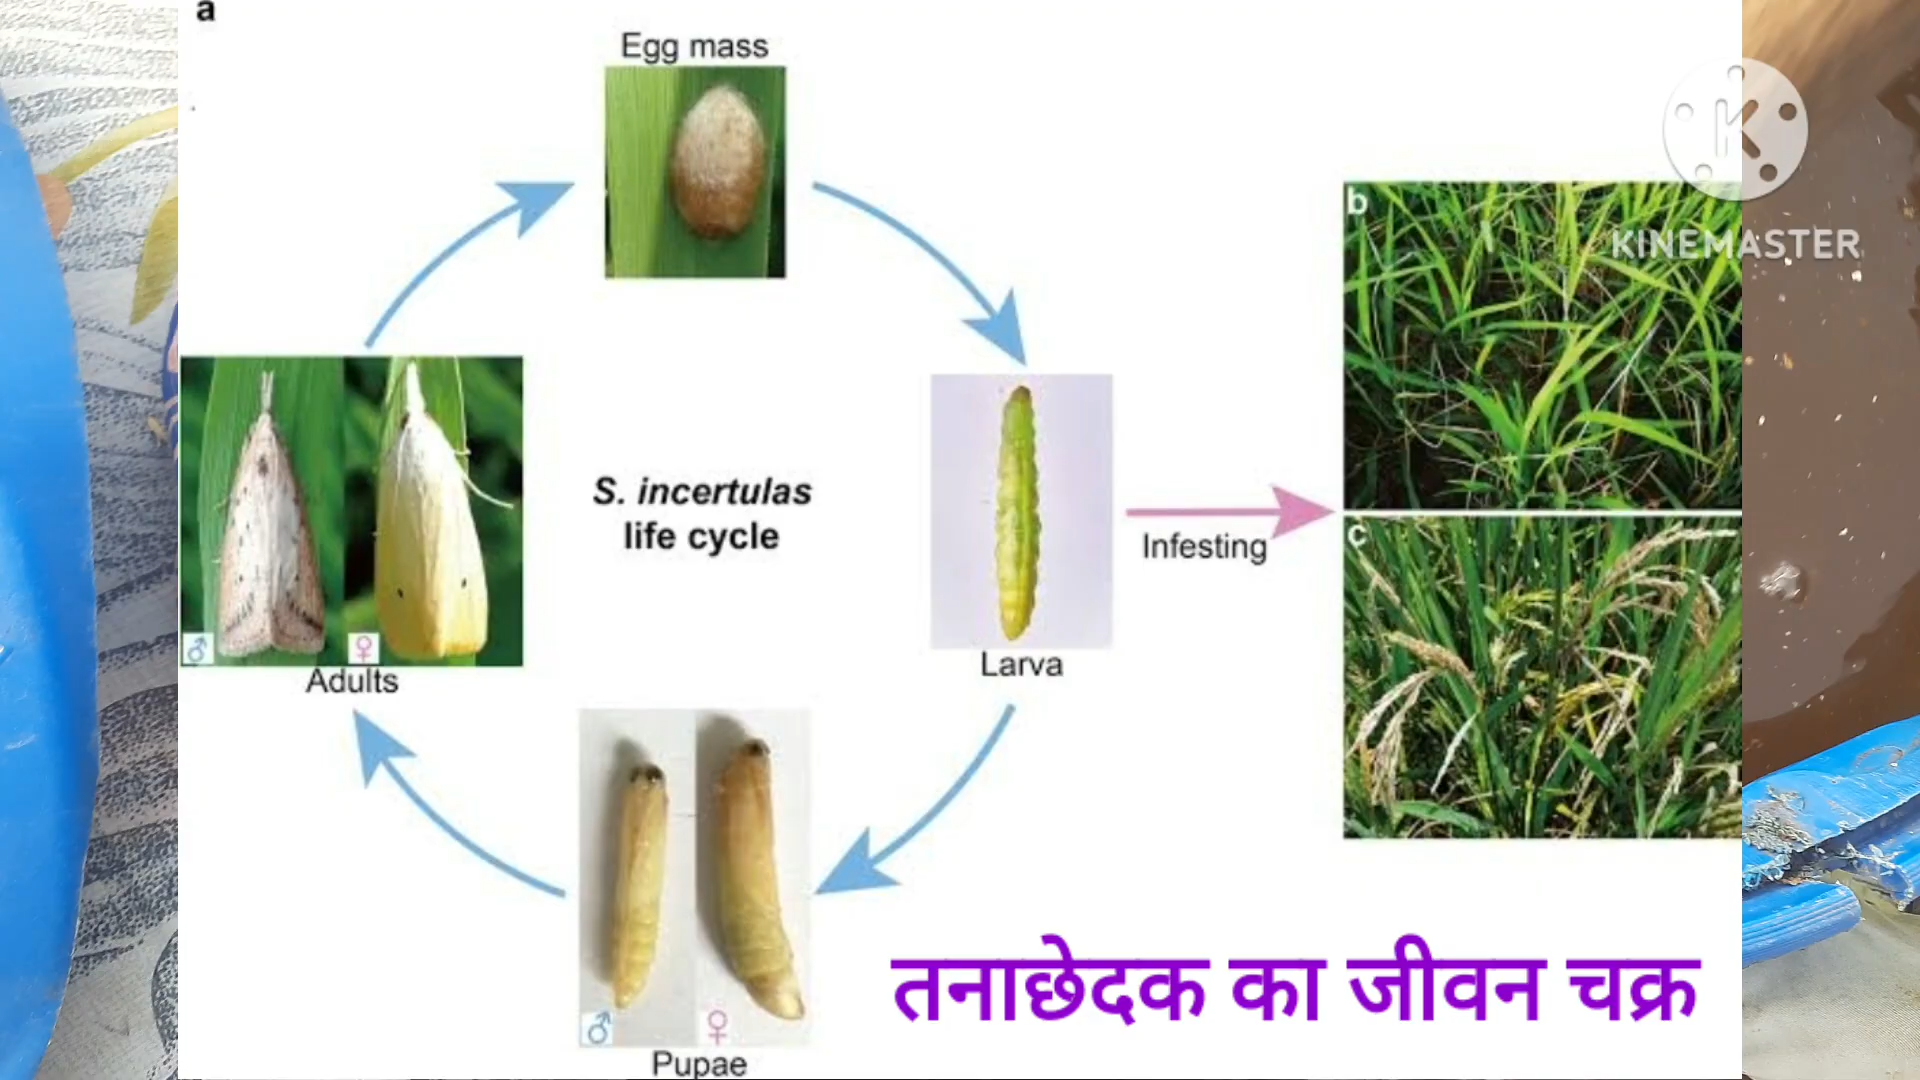 a
Egg mass
b
KINEMASTER
S. incertulas
life cycle
Infesting
c
Larva
Adults
तनाछेदक का जीवन चक्र
Pupae